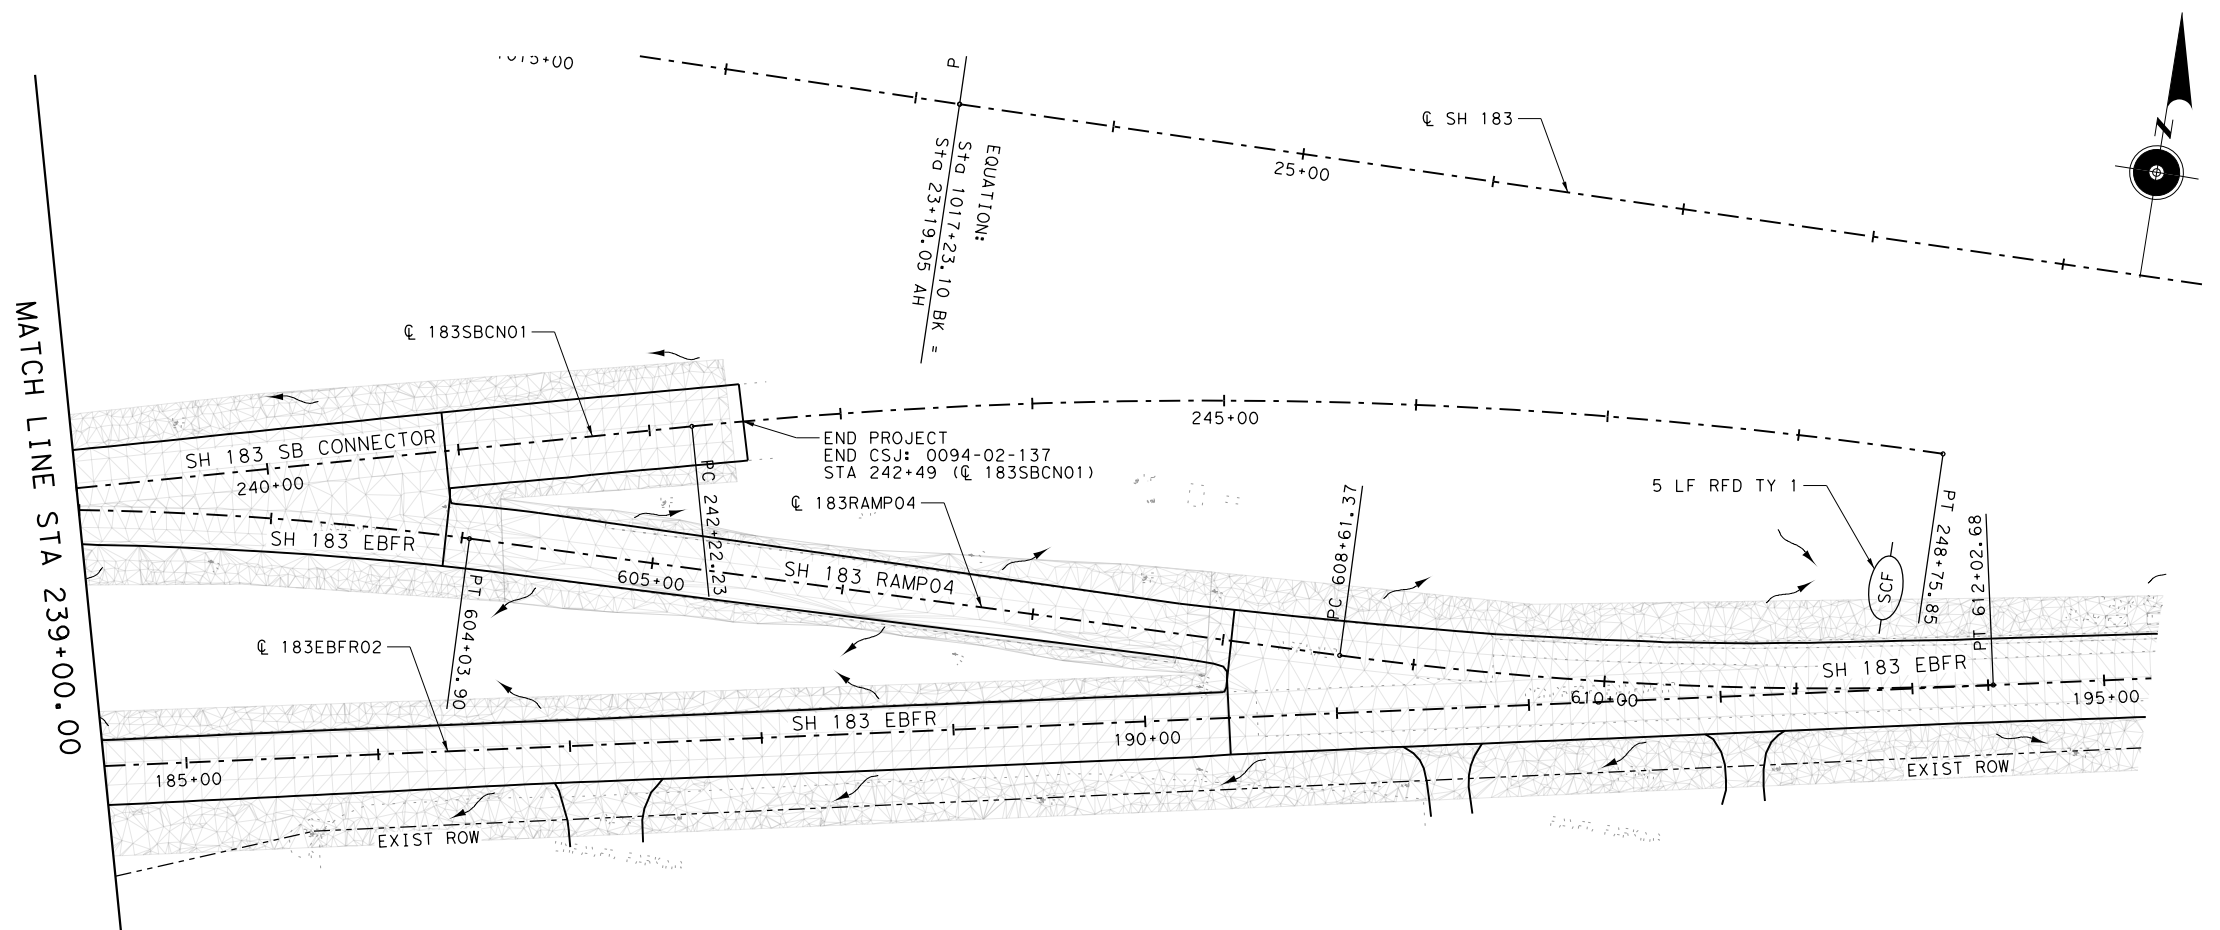 P
℄ SH 183
25+00
EQUATION:
Sta 1017+23.10 BK =
Sta 23+19.05 AH
MATCH LINE STA 239+00.00
℄ 183SBCN01
SH 183 SB CONNECTOR
240+00
245+00
END PROJECT
END CSJ: 0094-02-137
STA 242+49 (℄ 183SBCN01)
PC 242+22.23
℄ 183RAMP04
SH 183 EBFR
605+00
SH 183 RAMP04
PT 604+03.90
PC 608+61.37
5 LF RFD TY 1
SCF
PT 248+75.85
PT 612+02.68
℄ 183EBFR02
SH 183 EBFR
SH 183 EBFR
610+00
195+00
190+00
185+00
EXIST ROW
EXIST ROW
N